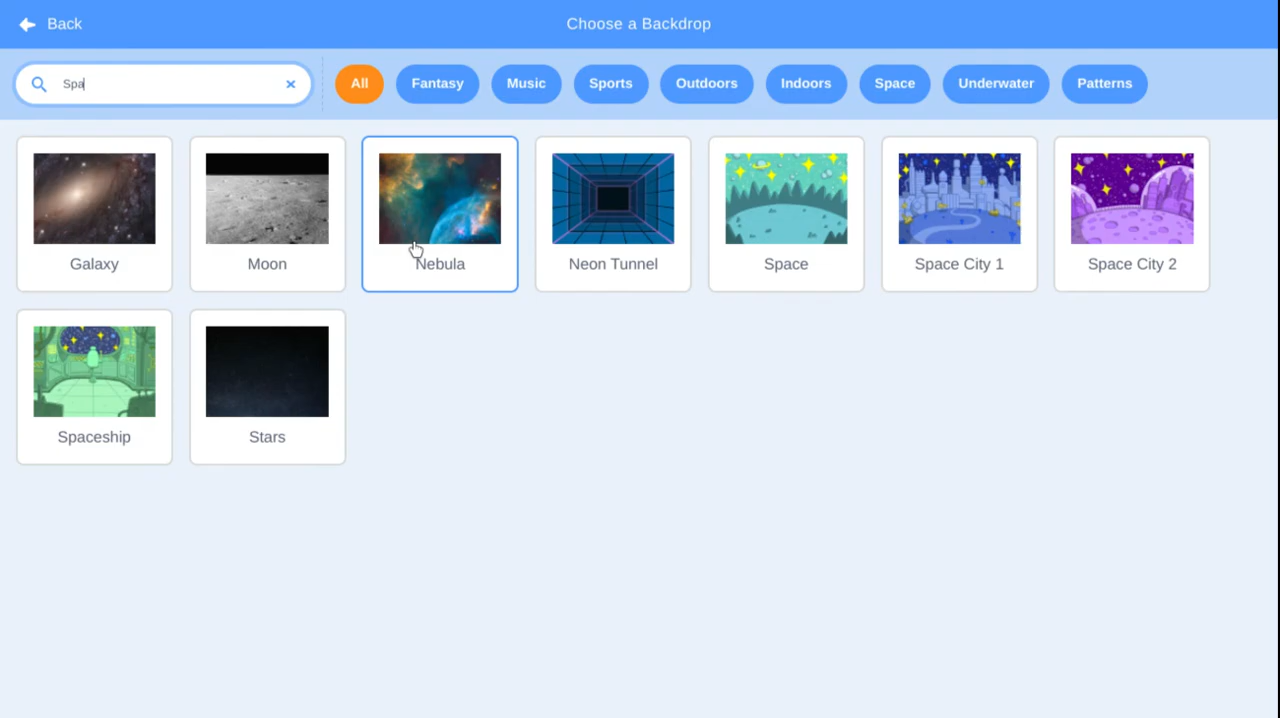 Back
Choose a Backdrop
Spa
All
Fantasy
Music
Sports
Outdoors
Indoors
Space
Underwater
Patterns
Galaxy
Moon
Nebula
Neon Tunnel
Space
Space City 1
Space City 2
Spaceship
Stars